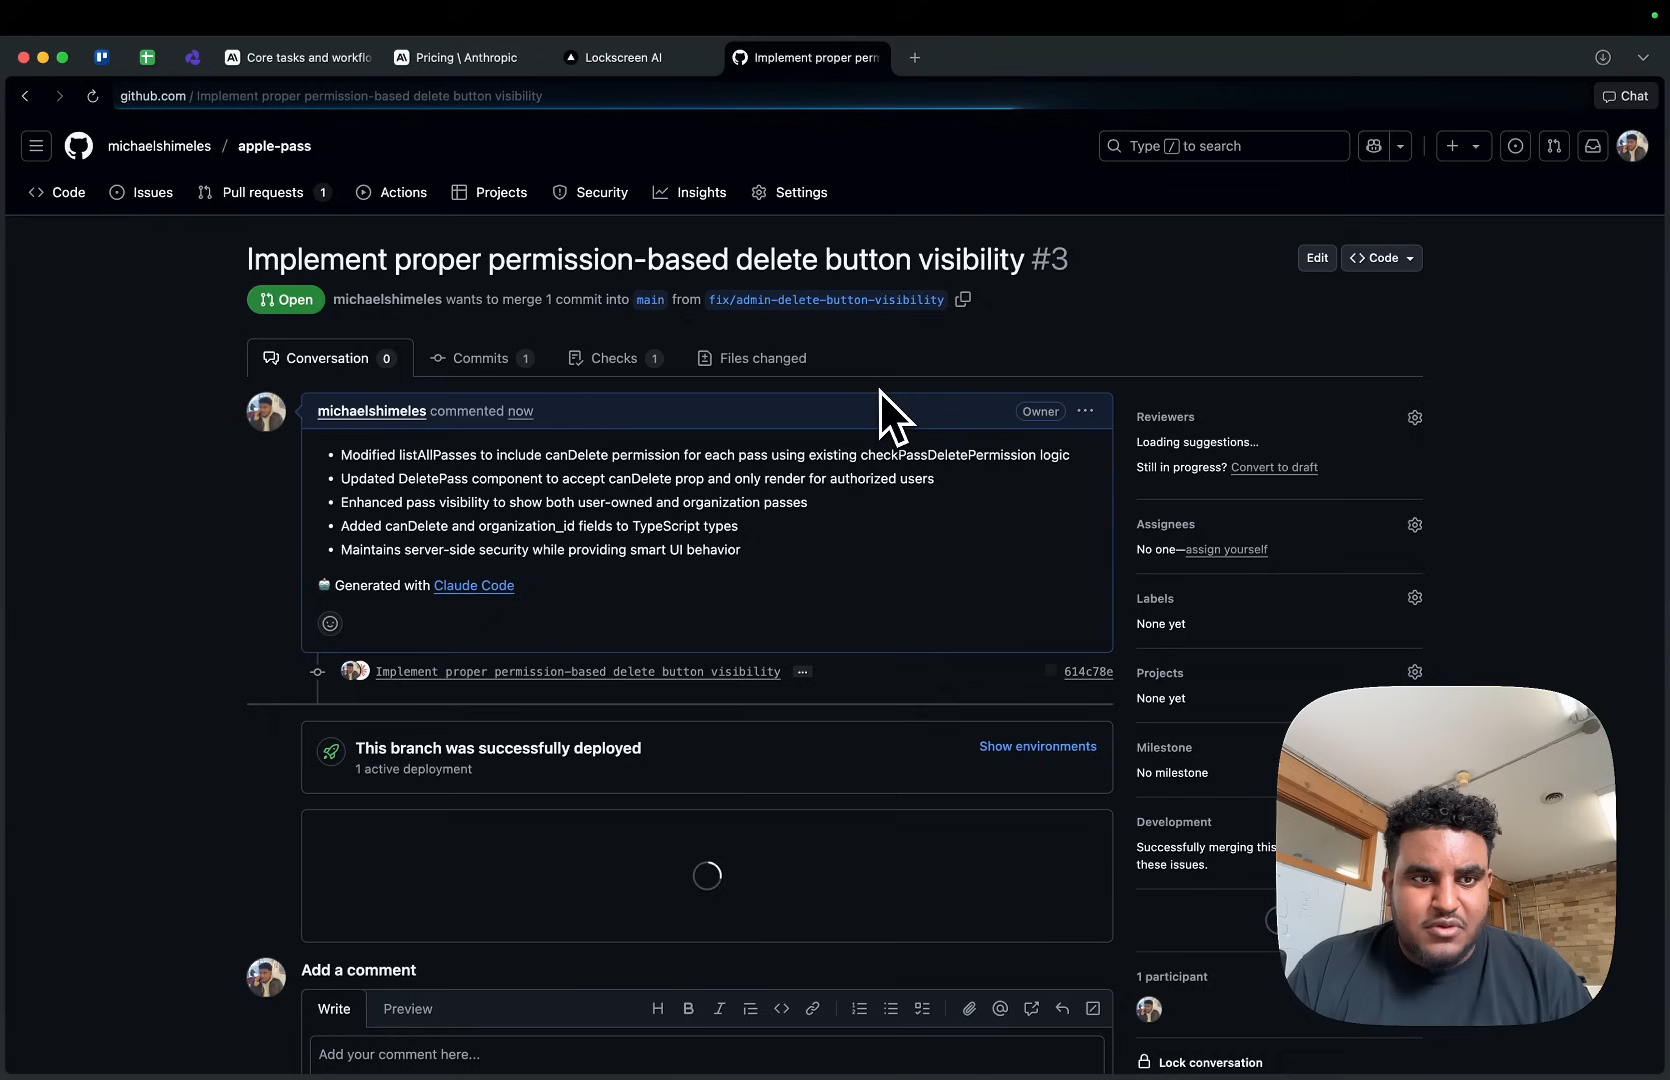 Core tasks and workflo
Pricing \ Anthropic
Lockscreen AI
Implement proper perm
github.com / Implement proper permission-based delete button visibility
Chat
michaelshimeles / apple-pass
Type / to search
Code
Issues
Pull requests 1
Actions
Projects
Security
Insights
Settings
Implement proper permission-based delete button visibility #3
Edit
Code
Open
michaelshimeles wants to merge 1 commit into main from fix/admin-delete-button-visibility
Conversation 0
Commits 1
Checks 1
Files changed
michaelshimeles commented now
Owner
• Modified listAllPasses to include canDelete permission for each pass using existing checkPassDeletePermission logic
• Updated DeletePass component to accept canDelete prop and only render for authorized users
• Enhanced pass visibility to show both user-owned and organization passes
• Added canDelete and organization_id fields to TypeScript types
• Maintains server-side security while providing smart UI behavior
Generated with Claude Code
Implement proper permission-based delete button visibility
614c78e
This branch was successfully deployed
1 active deployment
Show environments
Add a comment
Write
Preview
Add your comment here...
Reviewers
Loading suggestions...
Still in progress? Convert to draft
Assignees
No one—assign yourself
Labels
None yet
Projects
None yet
Milestone
No milestone
Development
Successfully merging this
these issues.
1 participant
Lock conversation